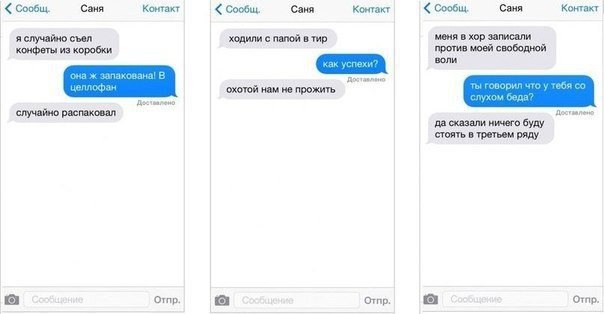 Сообщ. Саня Контакт
я случайно съел
конфеты из коробки
она ж запакована! В
целлофан
Доставлено
случайно распаковал
Сообщение Отпр.
Сообщ. Саня Контакт
ходили с папой в тир
как успехи?
Доставлено
охотой нам не прожить
Сообщение Отпр.
Сообщ. Саня Контакт
меня в хор записали
против моей свободной
воли
ты говорил что у тебя со
слухом беда?
Доставлено
да сказали ничего буду
стоять в третьем ряду
Сообщение Отпр.